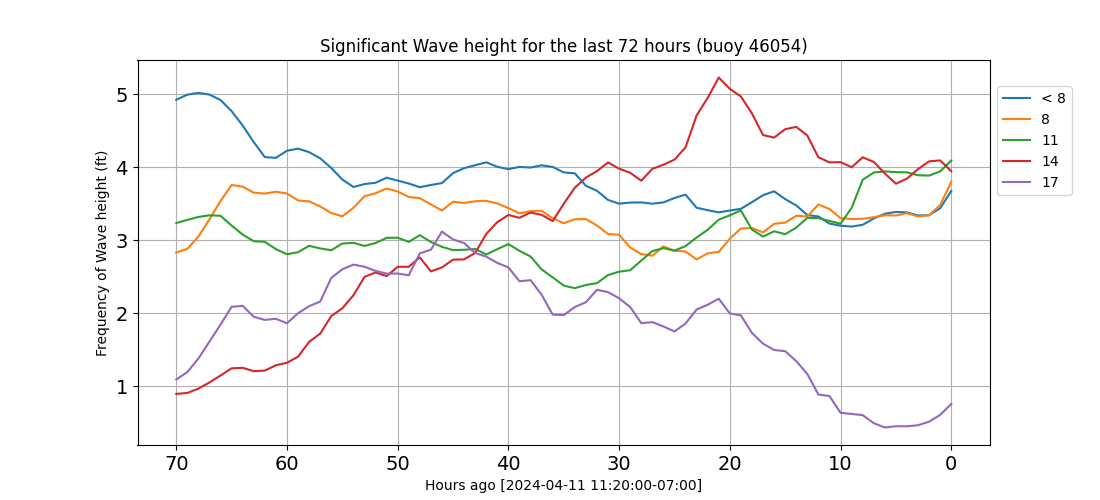 Significant Wave height for the last 72 hours (buoy 46054)
Frequency of Wave height (ft)
5
4
3
2
1
70 60 50 40 30 20 10 0
Hours ago [2024-04-11 11:20:00-07:00]
< 8
8
11
14
17